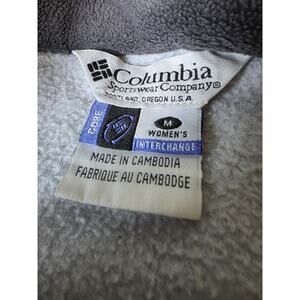 Columbia
Sportswear Company®
PORTLAND, OREGON U.S.A.
CORE
M
WOMEN'S
INTERCHANGE
MADE IN CAMBODIA
FABRIQUE AU CAMBODGE